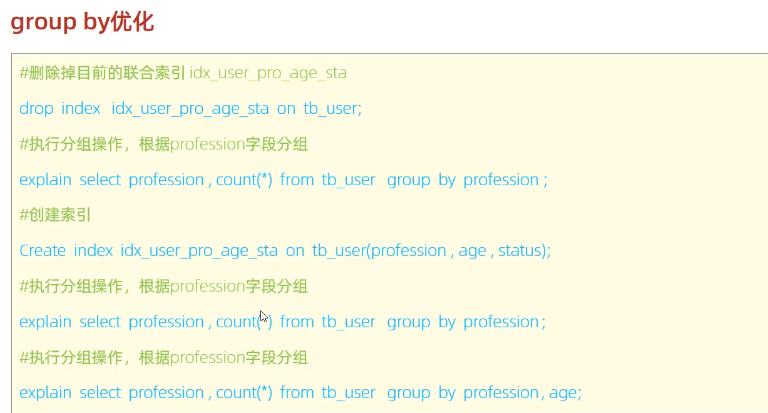 group by优化
#删除掉目前的联合索引 idx_user_pro_age_sta
drop index idx_user_pro_age_sta on tb_user;
#执行分组操作，根据profession字段分组
explain select profession , count(*) from tb_user group by profession ;
#创建索引
Create index idx_user_pro_age_sta on tb_user(profession , age , status);
#执行分组操作，根据profession字段分组
explain select profession , count(*) from tb_user group by profession ;
#执行分组操作，根据profession字段分组
explain select profession , count(*) from tb_user group by profession , age;